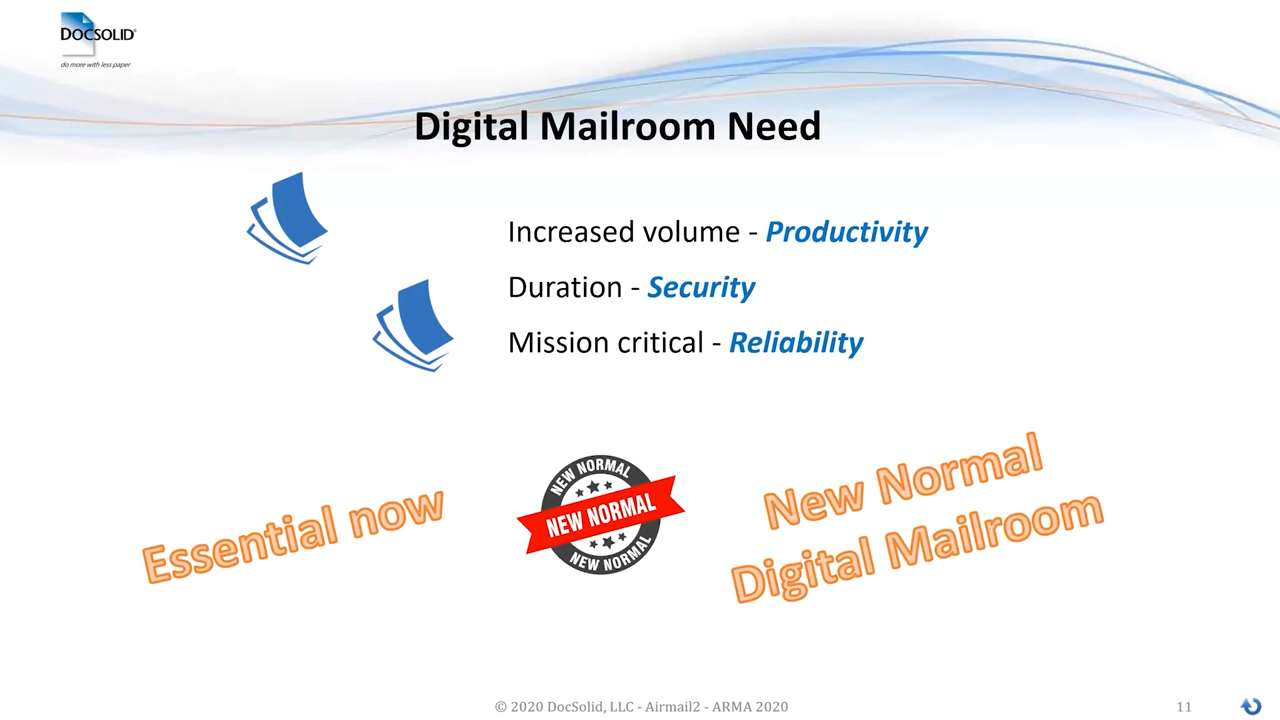 DOCSOLID®
do more with less paper
Digital Mailroom Need
Increased volume - Productivity
Duration - Security
Mission critical - Reliability
Essential now
NEW NORMAL
NEW NORMAL
NEW NORMAL
New Normal
Digital Mailroom
© 2020 DocSolid, LLC - Airmail2 - ARMA 2020
11